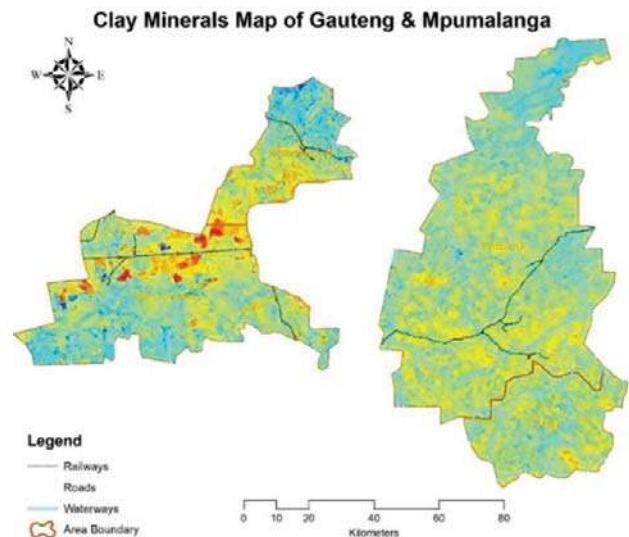 Clay Minerals Map of Gauteng & Mpumalanga
N
W E
S
Legend
Railways
Roads
Waterways
Area Boundary
0 10 20 40 60 80
Kilometers